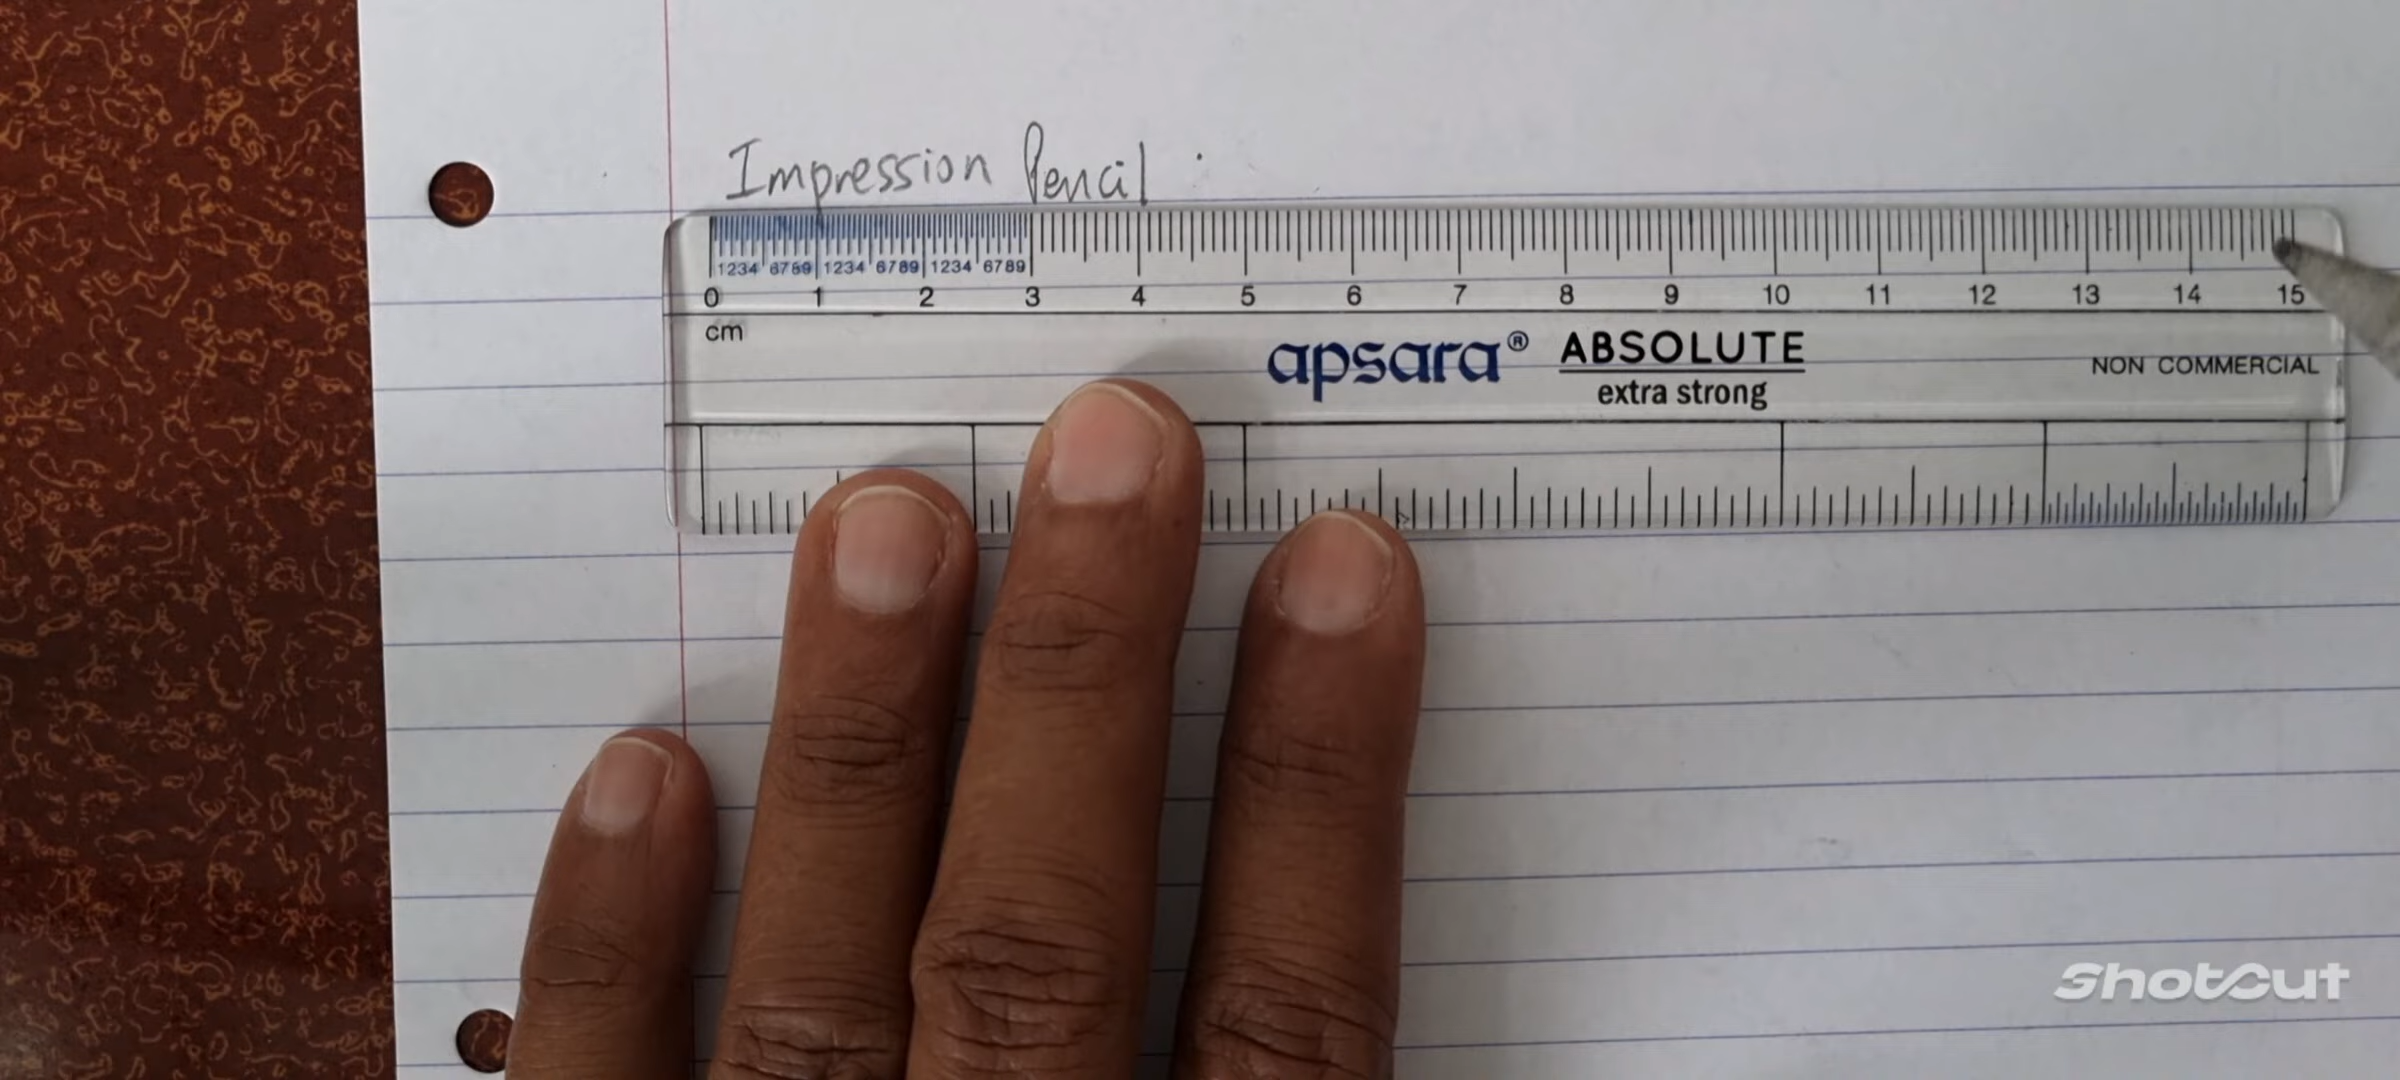 Impression Pencil
1234 6789 1234 6789 1234 6789
0 1 2 3 4 5 6 7 8 9 10 11 12 13 14 15
cm
apsara® ABSOLUTE
extra strong
NON COMMERCIAL
ShotCut